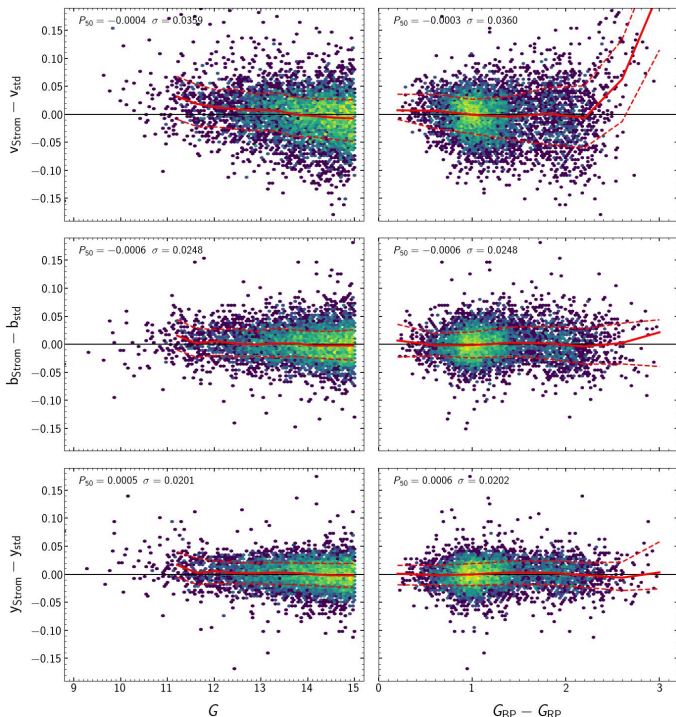 P50 = −0.0004 σ = 0.0359
P50 = −0.0003 σ = 0.0360
0.15
0.10
0.05
0.00
−0.05
−0.10
−0.15
vStrom − vstd
P50 = −0.0006 σ = 0.0248
P50 = −0.0006 σ = 0.0248
0.15
0.10
0.05
0.00
−0.05
−0.10
−0.15
bStrom − bstd
P50 = 0.0005 σ = 0.0201
P50 = 0.0006 σ = 0.0202
0.15
0.10
0.05
0.00
−0.05
−0.10
−0.15
yStrom − ystd
9 10 11 12 13 14 15
0 1 2 3
G
GRP − GRP